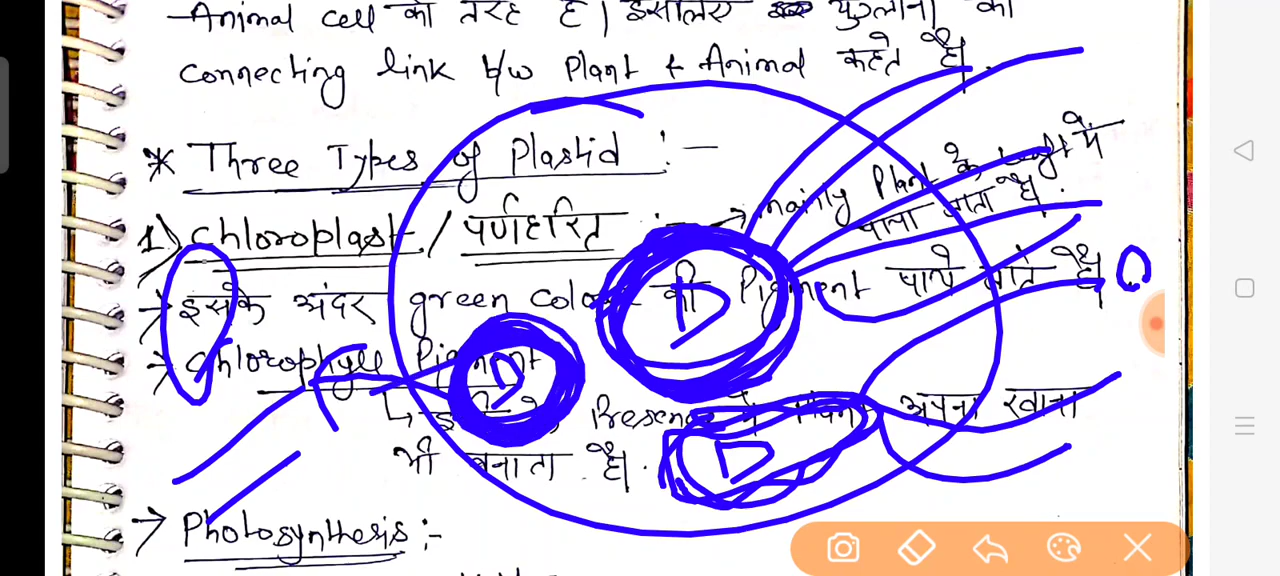 Animal cell की तरह है। इसीलिए युग्लीना को
connecting link b/w Plant & Animal कहते है।
* Three Types of Plastid :-
1) Chloroplast / पर्णहरित :-
→ mainly Plant के में
पाया जाता है।
→ इसके अंदर green colour की Pigment पाये जाते है।
→ Chlorophyll Pigment
↳ Presence में अपना खाना
भी बनाता है।
→ Photosynthesis :-
D
D
D